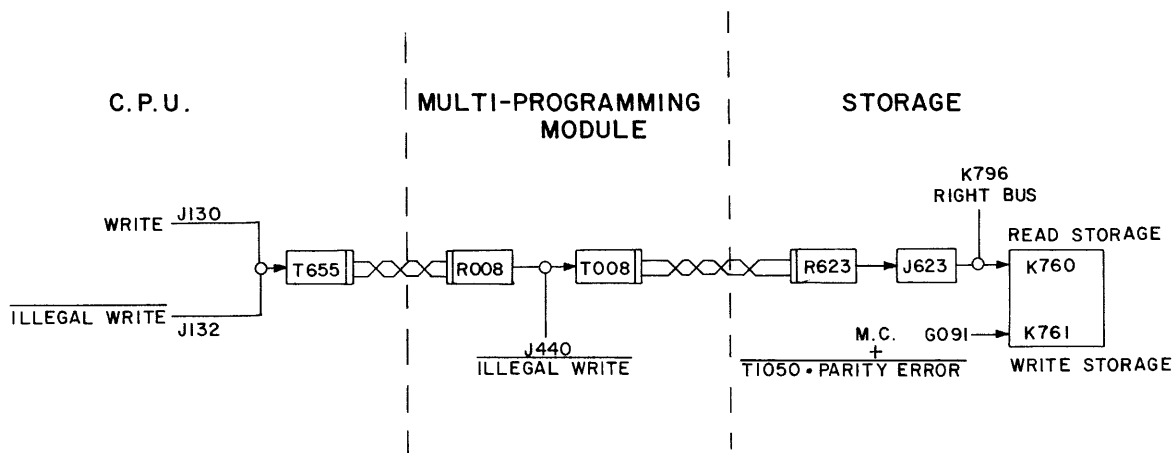 C.P.U.
MULTI-PROGRAMMING
MODULE
STORAGE
K796
RIGHT BUS
WRITE J130
READ STORAGE
T655
R008
T008
R623
J623
K760
ILLEGAL WRITE
J132
J440
ILLEGAL WRITE
M.C. G091
K761
+
T1050 • PARITY ERROR
WRITE STORAGE